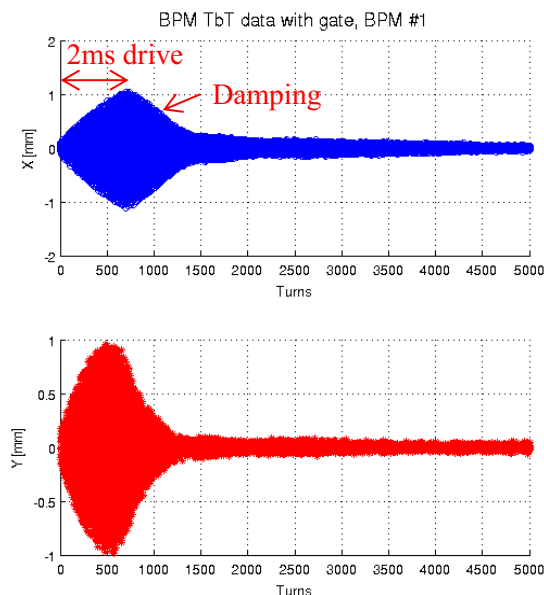 BPM TbT data with gate, BPM #1
2
2ms drive
1
Damping
X [mm]
0
-1
-2
0 500 1000 1500 2000 2500 3000 3500 4000 4500 5000
Turns
1
0.5
Y [mm]
0
-0.5
-1
0 500 1000 1500 2000 2500 3000 3500 4000 4500 5000
Turns